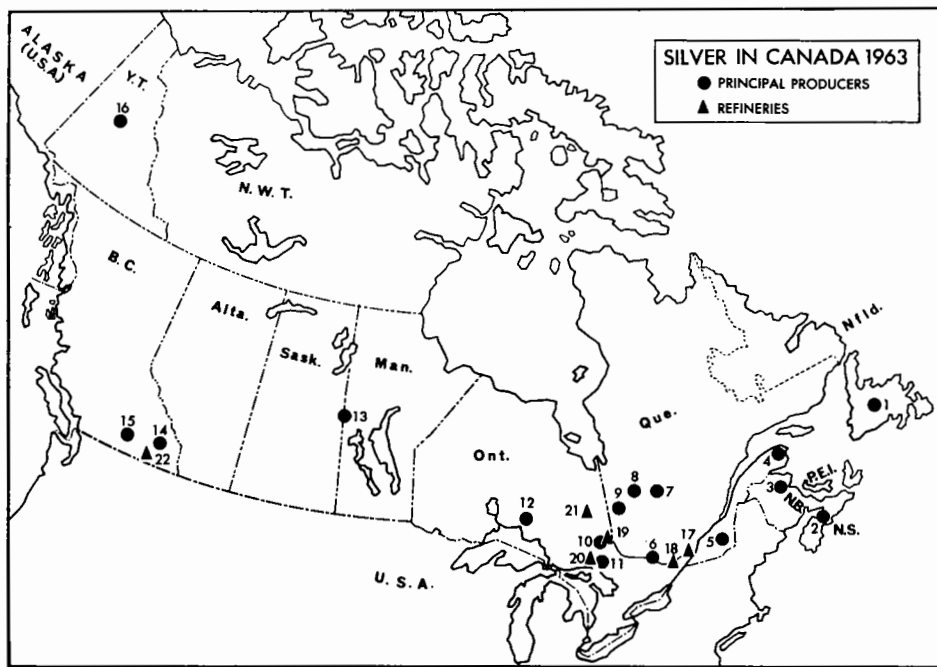 SILVER IN CANADA 1963
PRINCIPAL PRODUCERS
REFINERIES
ALASKA
(U.S.A)
Y.T.
16
N.W.T.
B.C.
Alta.
Sask.
Man.
Ont.
Que.
Nfld.
P.E.I.
N.B.
N.S.
U.S.A.
1
2
3
4
5
6
7
8
9
10
11
12
13
14
15
17
18
19
20
21
22